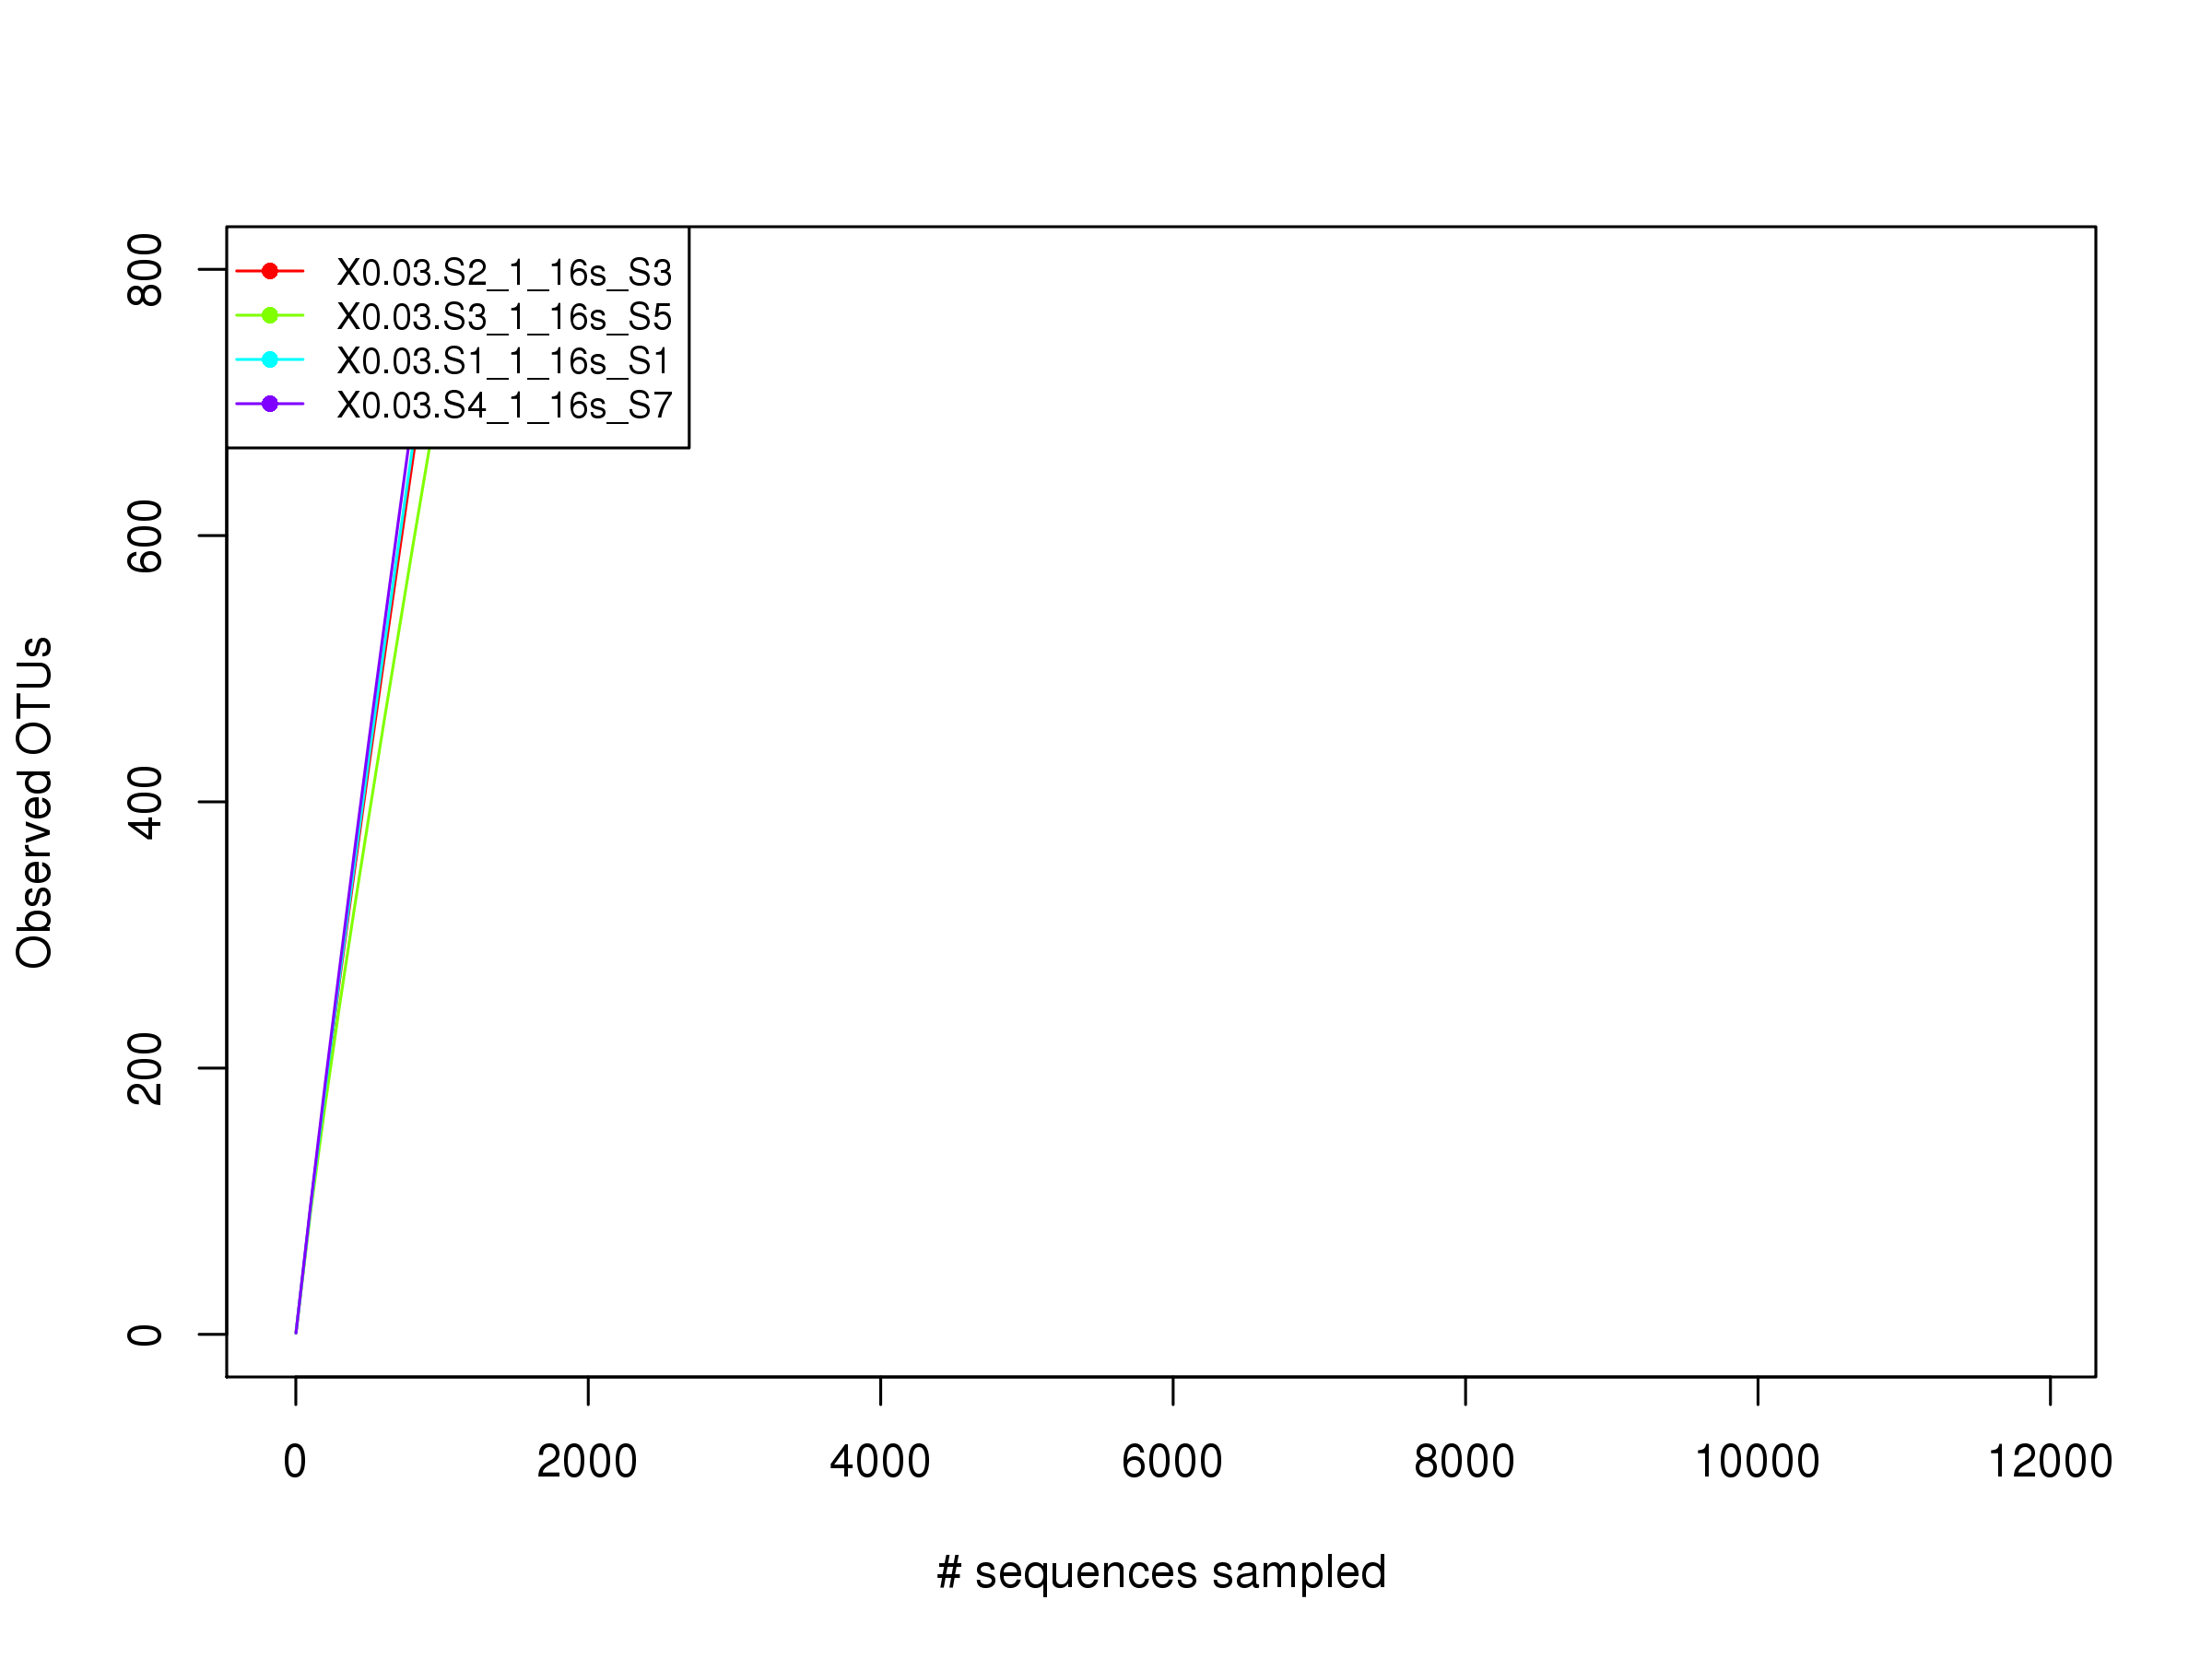 X0.03.S2_1_16s_S3
X0.03.S3_1_16s_S5
X0.03.S1_1_16s_S1
X0.03.S4_1_16s_S7
800
600
400
200
0
Observed OTUs
0 2000 4000 6000 8000 10000 12000
# sequences sampled